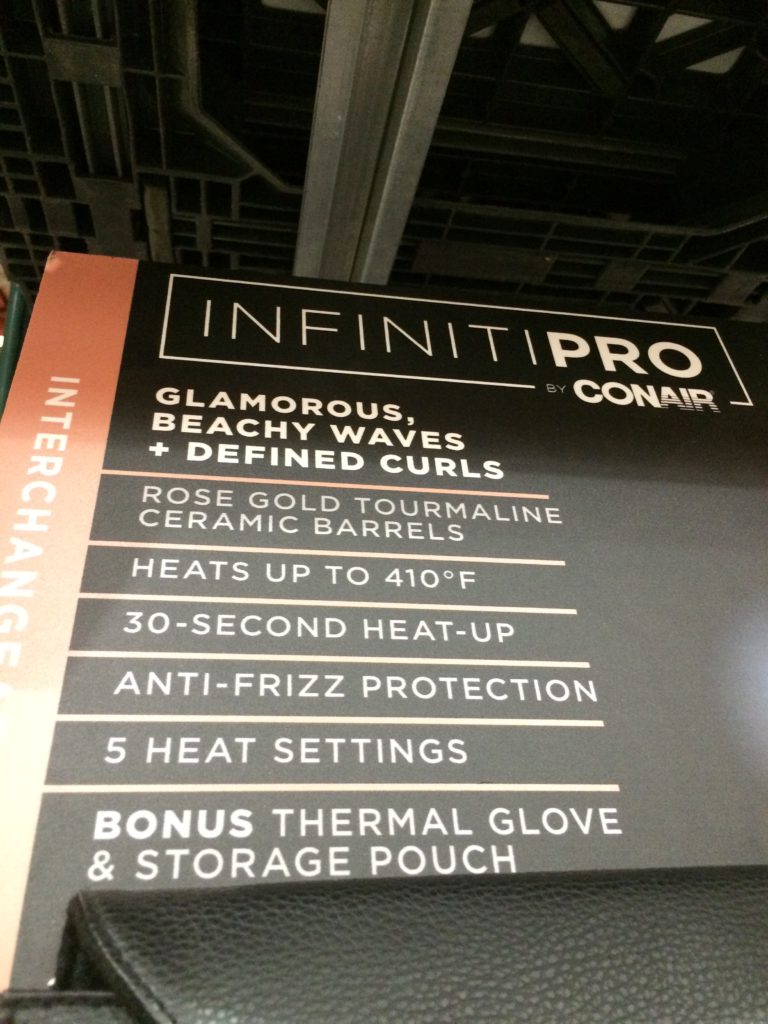 INFINITIPRO
BY CONAIR
GLAMOROUS,
BEACHY WAVES
+ DEFINED CURLS
ROSE GOLD TOURMALINE
CERAMIC BARRELS
HEATS UP TO 410°F
30-SECOND HEAT-UP
ANTI-FRIZZ PROTECTION
5 HEAT SETTINGS
BONUS THERMAL GLOVE
& STORAGE POUCH